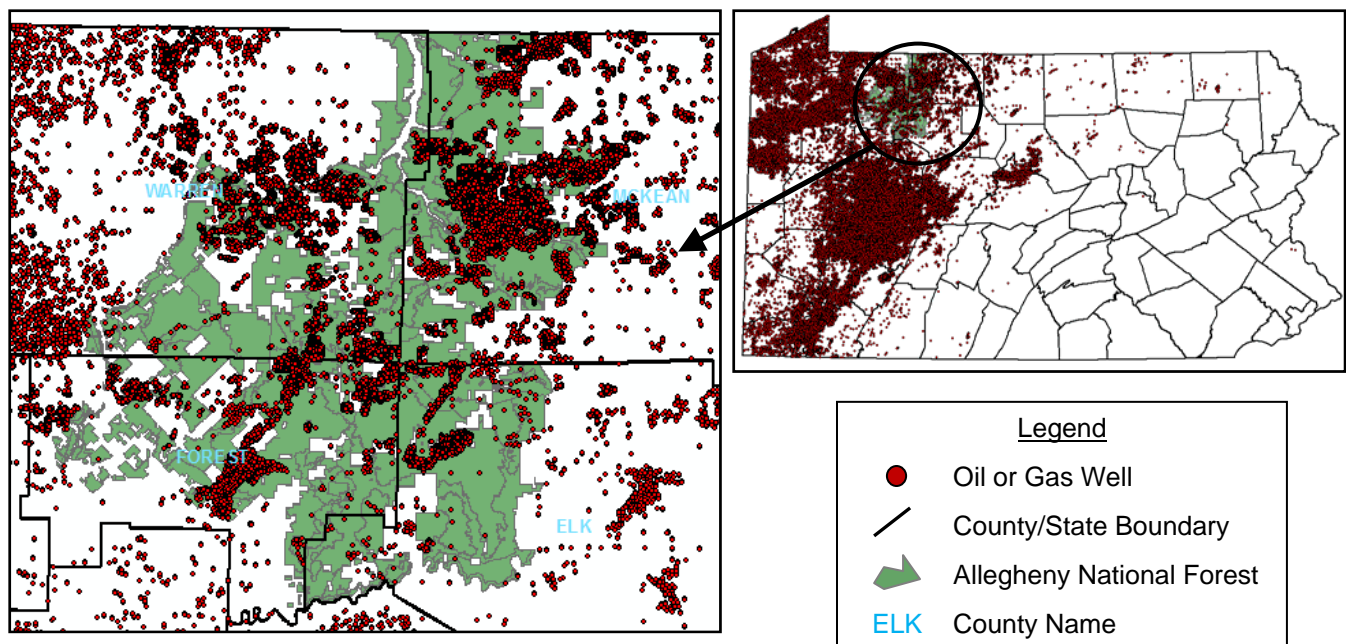 WARREN
MCKEAN
FOREST
ELK
Legend
Oil or Gas Well
County/State Boundary
Allegheny National Forest
ELK County Name